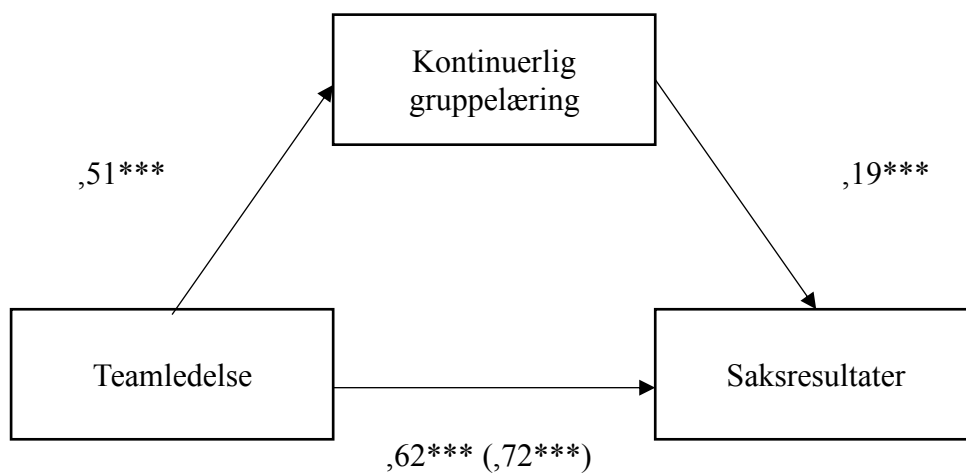 Kontinuerlig
gruppelæring
,51***
,19***
Teamledelse
Saksresultater
,62*** (,72***)